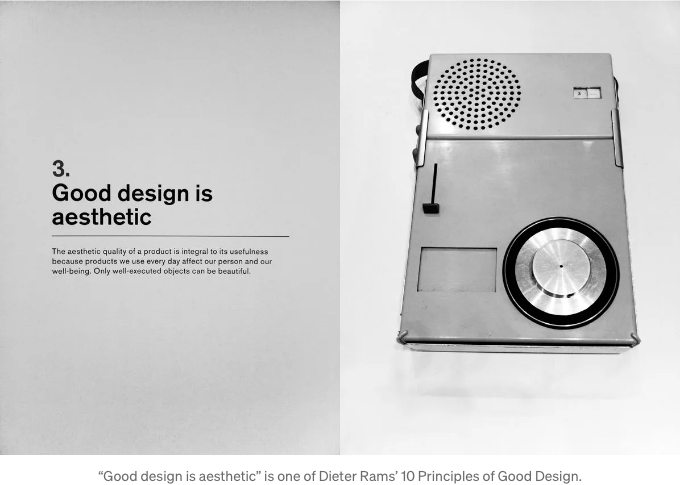 3.
Good design is
aesthetic
The aesthetic quality of a product is integral to its usefulness
because products we use every day affect our person and our
well-being. Only well-executed objects can be beautiful.
“Good design is aesthetic” is one of Dieter Rams’ 10 Principles of Good Design.